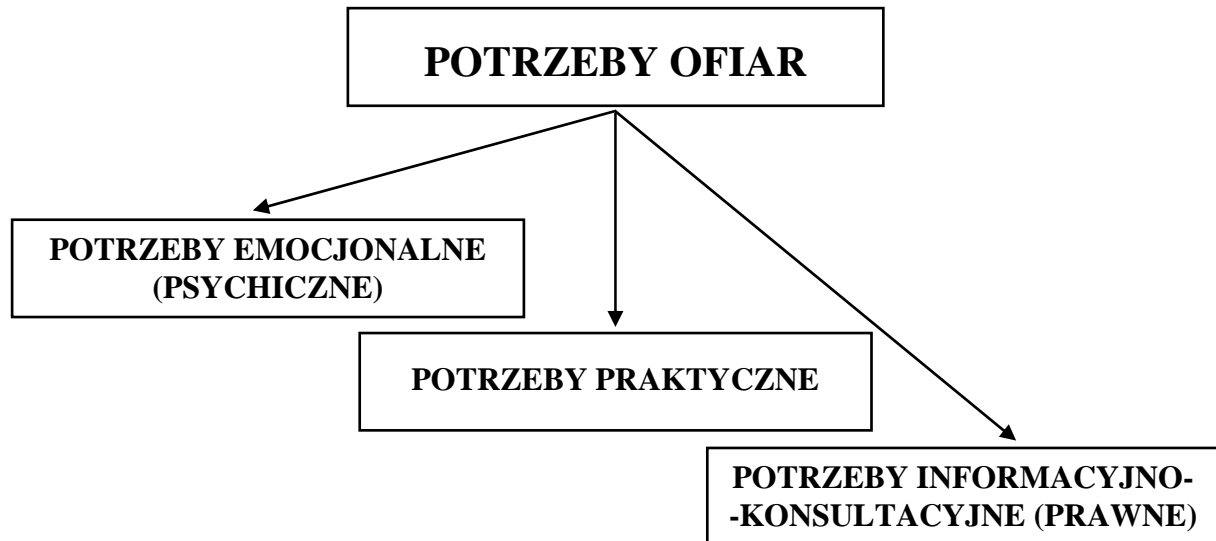 POTRZEBY OFIAR
POTRZEBY EMOCJONALNE
(PSYCHICZNE)
POTRZEBY PRAKTYCZNE
POTRZEBY INFORMACYJNO-
-KONSULTACYJNE (PRAWNE)